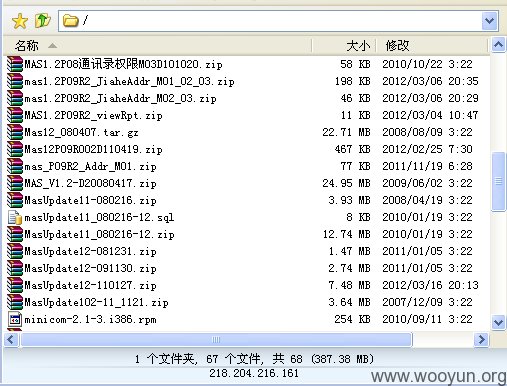 /
名称 大小 修改
MAS1.2P08通讯录权限M03D101020.zip 58 KB 2010/10/22 3:22
mas1.2P09R2_JiaheAddr_M01_02_03.zip 198 KB 2012/03/06 20:35
mas1.2P09R2_JiaheAddr_M02_03.zip 46 KB 2012/03/06 20:29
MAS1.2P09R2_viewRpt.zip 11 KB 2012/03/04 10:47
Mas12_080407.tar.gz 22.71 MB 2008/08/09 3:22
Mas12P09R002D110419.zip 467 KB 2012/02/25 7:30
mas_P09R2_Addr_M01.zip 77 KB 2011/11/19 6:28
MAS_V1.2-D20080417.zip 24.95 MB 2009/06/02 3:22
MasUpdate11-080216.zip 3.93 MB 2008/04/19 3:22
masUpdate11_080216-12.sql 8 KB 2010/01/19 3:22
MasUpdate11_080216-12.zip 12.74 MB 2010/01/19 3:22
MasUpdate12-081231.zip 1.47 MB 2011/01/05 3:22
MasUpdate12-091130.zip 2.74 MB 2011/01/05 3:22
MasUpdate12-110127.zip 7.48 MB 2012/03/16 20:13
MasUpdate102-11_1121.zip 3.64 MB 2007/12/09 3:22
minicom-2.1-3.i386.rpm 254 KB 2010/09/11 3:22
1 个文件夹, 67 个文件, 共 68 (387.38 MB)
218.204.216.161
www.wooyun.org